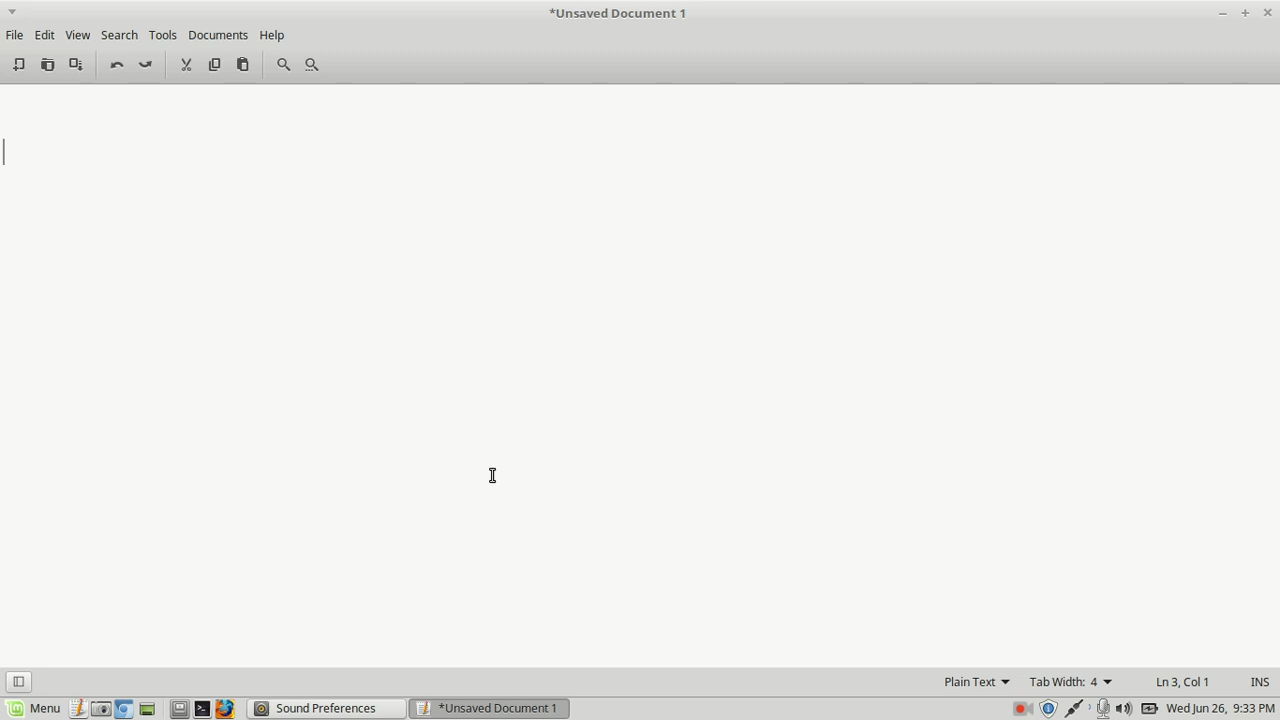 *Unsaved Document 1
File Edit View Search Tools Documents Help
Plain Text Tab Width: 4 Ln 3, Col 1 INS
Menu Sound Preferences *Unsaved Document 1 Wed Jun 26, 9:33 PM